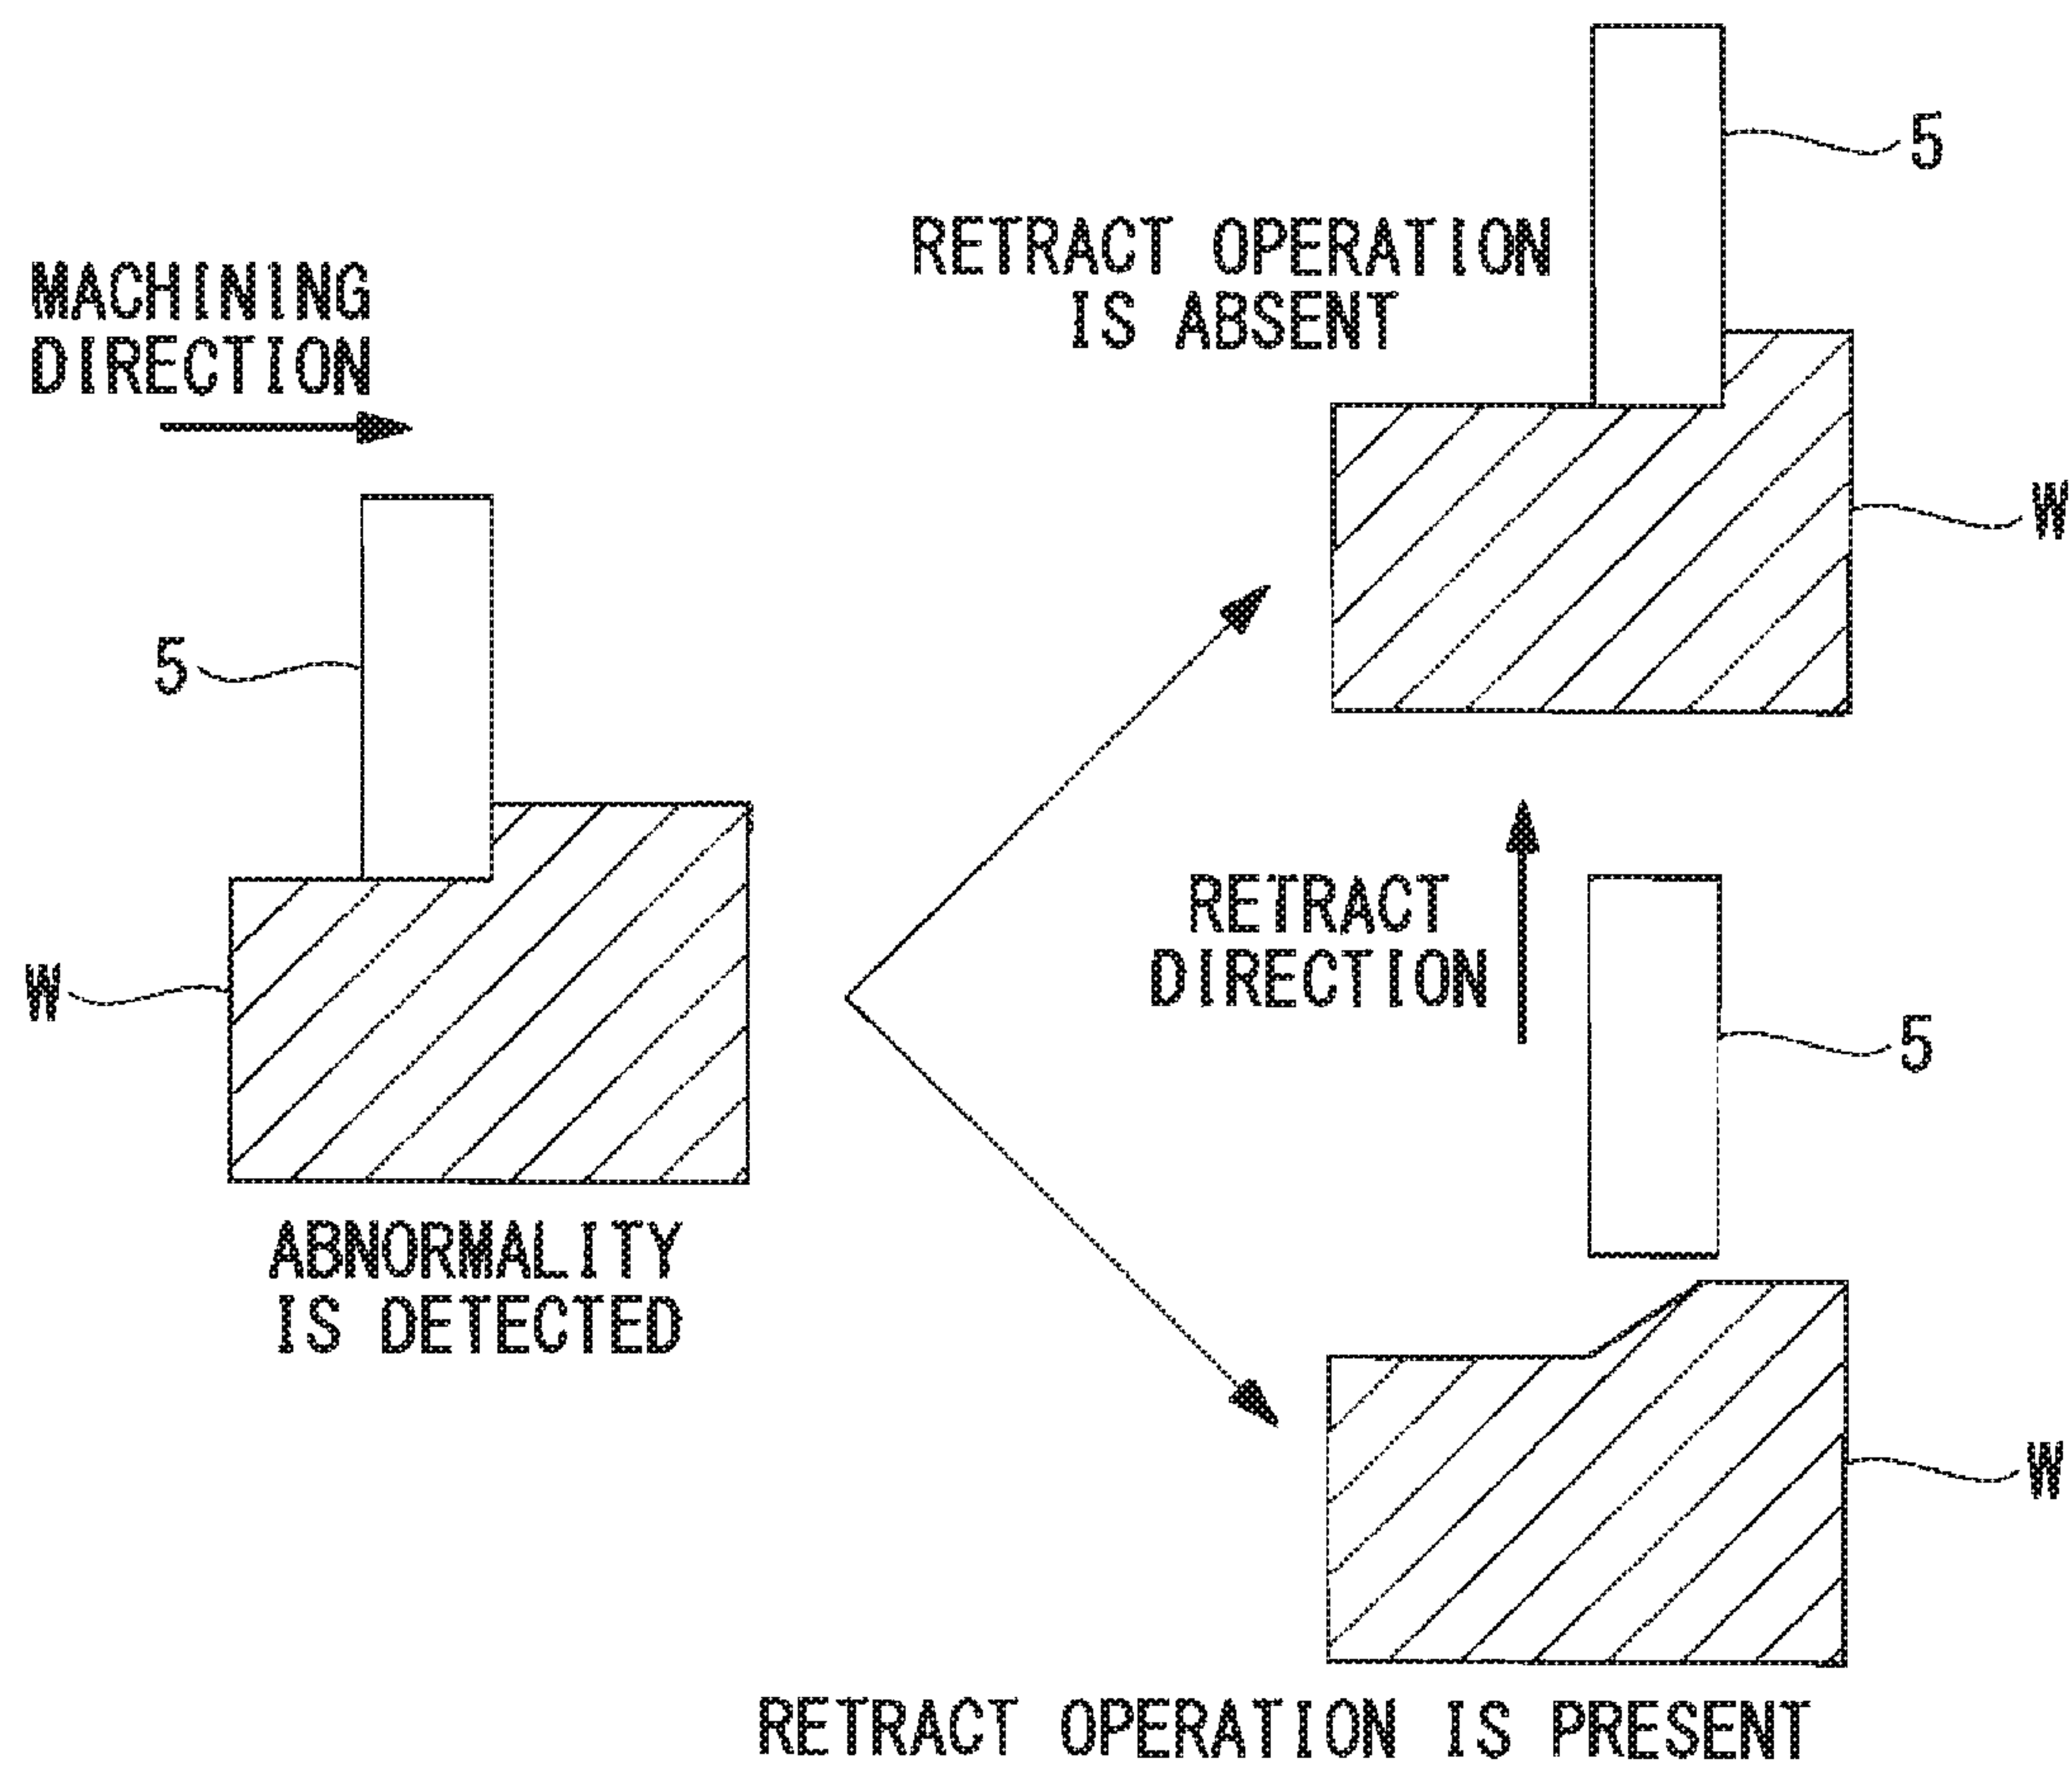 MACHINING
DIRECTION
5
W
ABNORMALITY
IS DETECTED
RETRACT OPERATION
IS ABSENT
5
W
RETRACT
DIRECTION
5
W
RETRACT OPERATION IS PRESENT